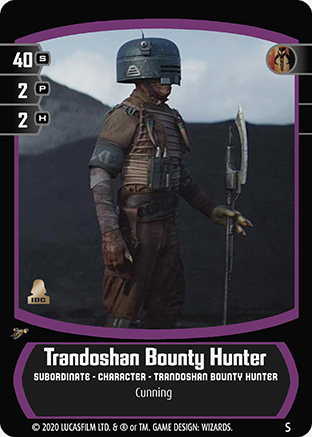 40 S
2 P
2 H
IDC
Trandoshan Bounty Hunter
SUBORDINATE - CHARACTER - TRANDOSHAN BOUNTY HUNTER
Cunning
© 2020 LUCASFILM LTD. & ® or TM. GAME DESIGN: WIZARDS.
S